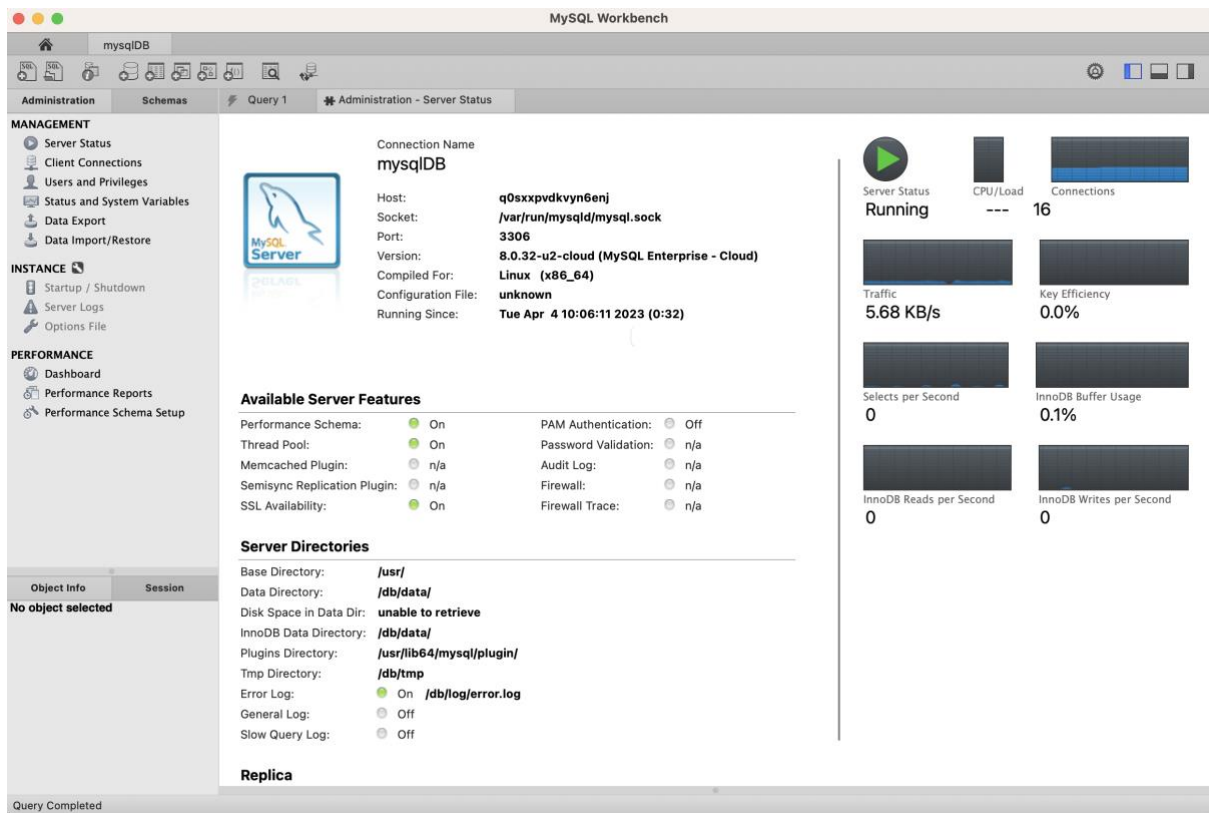 MySQL Workbench
mysqlDB
Administration
Schemas
Query 1
Administration - Server Status
MANAGEMENT
Server Status
Client Connections
Users and Privileges
Status and System Variables
Data Export
Data Import/Restore
INSTANCE
Startup / Shutdown
Server Logs
Options File
PERFORMANCE
Dashboard
Performance Reports
Performance Schema Setup
Object Info
Session
No object selected
MySQL
Server
Connection Name
mysqlDB
Host: q0sxxpvdkvyn6enj
Socket: /var/run/mysqld/mysql.sock
Port: 3306
Version: 8.0.32-u2-cloud (MySQL Enterprise - Cloud)
Compiled For: Linux (x86_64)
Configuration File: unknown
Running Since: Tue Apr 4 10:06:11 2023 (0:32)
Available Server Features
Performance Schema: On
Thread Pool: On
Memcached Plugin: n/a
Semisync Replication Plugin: n/a
SSL Availability: On
PAM Authentication: Off
Password Validation: n/a
Audit Log: n/a
Firewall: n/a
Firewall Trace: n/a
Server Directories
Base Directory: /usr/
Data Directory: /db/data/
Disk Space in Data Dir: unable to retrieve
InnoDB Data Directory: /db/data/
Plugins Directory: /usr/lib64/mysql/plugin/
Tmp Directory: /db/tmp
Error Log: On /db/log/error.log
General Log: Off
Slow Query Log: Off
Replica
Server Status
Running
CPU/Load
---
Connections
16
Traffic
5.68 KB/s
Key Efficiency
0.0%
Selects per Second
0
InnoDB Buffer Usage
0.1%
InnoDB Reads per Second
0
InnoDB Writes per Second
0
Query Completed